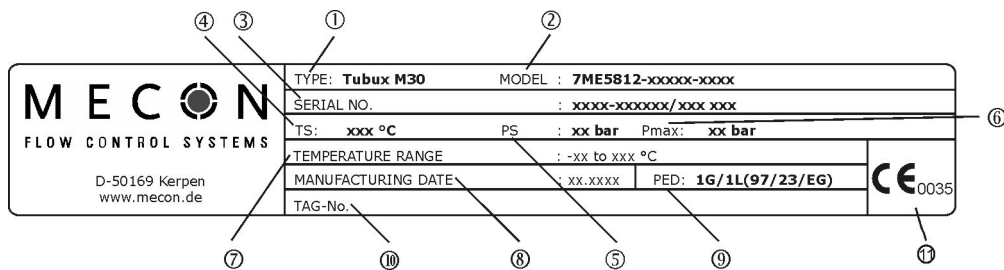 ④ ③ ① ②
MECON
FLOW CONTROL SYSTEMS
D-50169 Kerpen
www.mecon.de
TYPE: Tubux M30 MODEL : 7ME5812-xxxxx-xxxx
SERIAL NO. : xxxx-xxxxxx/xxx xxx
TS: xxx °C PS : xx bar Pmax: xx bar ⑥
TEMPERATURE RANGE : -xx to xxx °C
MANUFACTURING DATE : xx.xxxx PED: 1G/1L(97/23/EG)
TAG-No.
CE 0035
⑦ ⑩ ⑧ ⑤ ⑨ ⑪